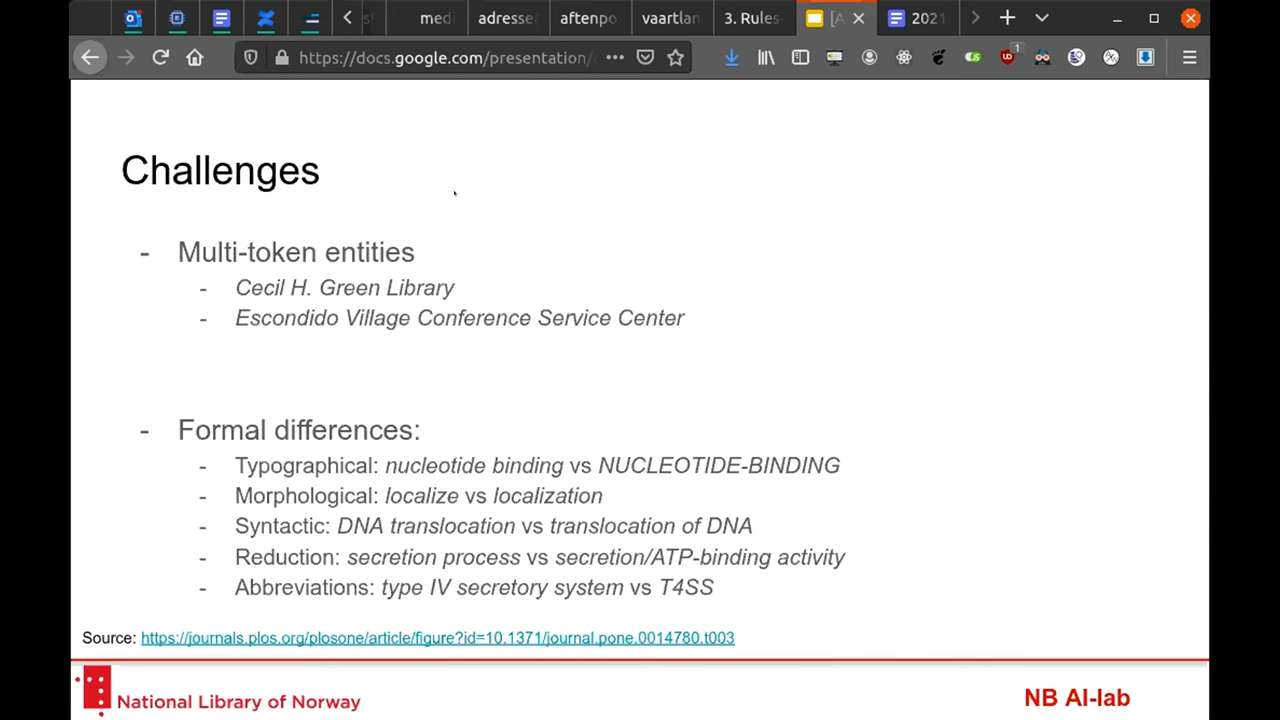 medi
adresse
aftenpo
vaartlan
3. Rules-
[A
2021
https://docs.google.com/presentation/
1
Challenges
- Multi-token entities
- Cecil H. Green Library
- Escondido Village Conference Service Center
- Formal differences:
- Typographical: nucleotide binding vs NUCLEOTIDE-BINDING
- Morphological: localize vs localization
- Syntactic: DNA translocation vs translocation of DNA
- Reduction: secretion process vs secretion/ATP-binding activity
- Abbreviations: type IV secretory system vs T4SS
Source: https://journals.plos.org/plosone/article/figure?id=10.1371/journal.pone.0014780.t003
National Library of Norway
NB AI-lab